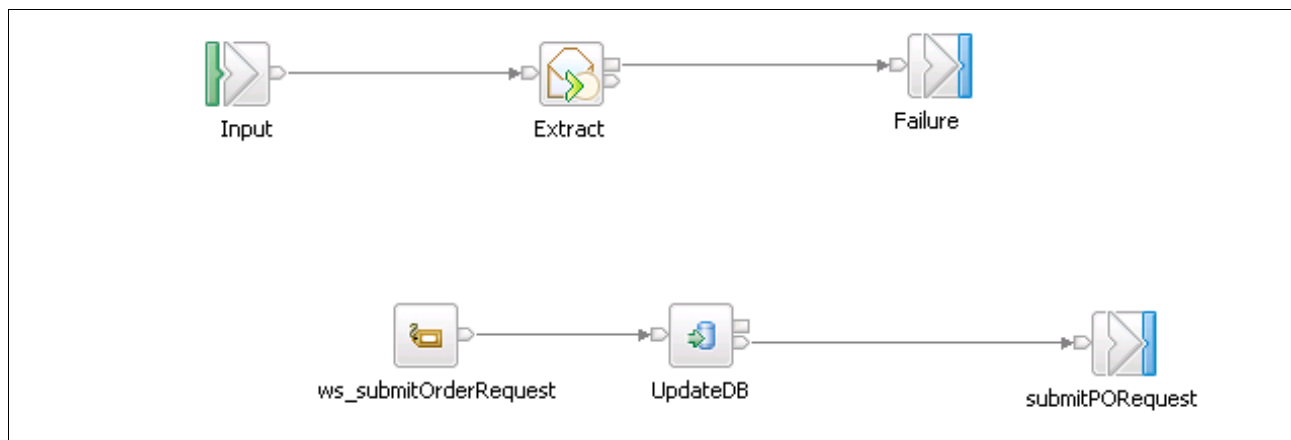 Input
Extract
Failure
ws_submitOrderRequest
UpdateDB
submitPORequest